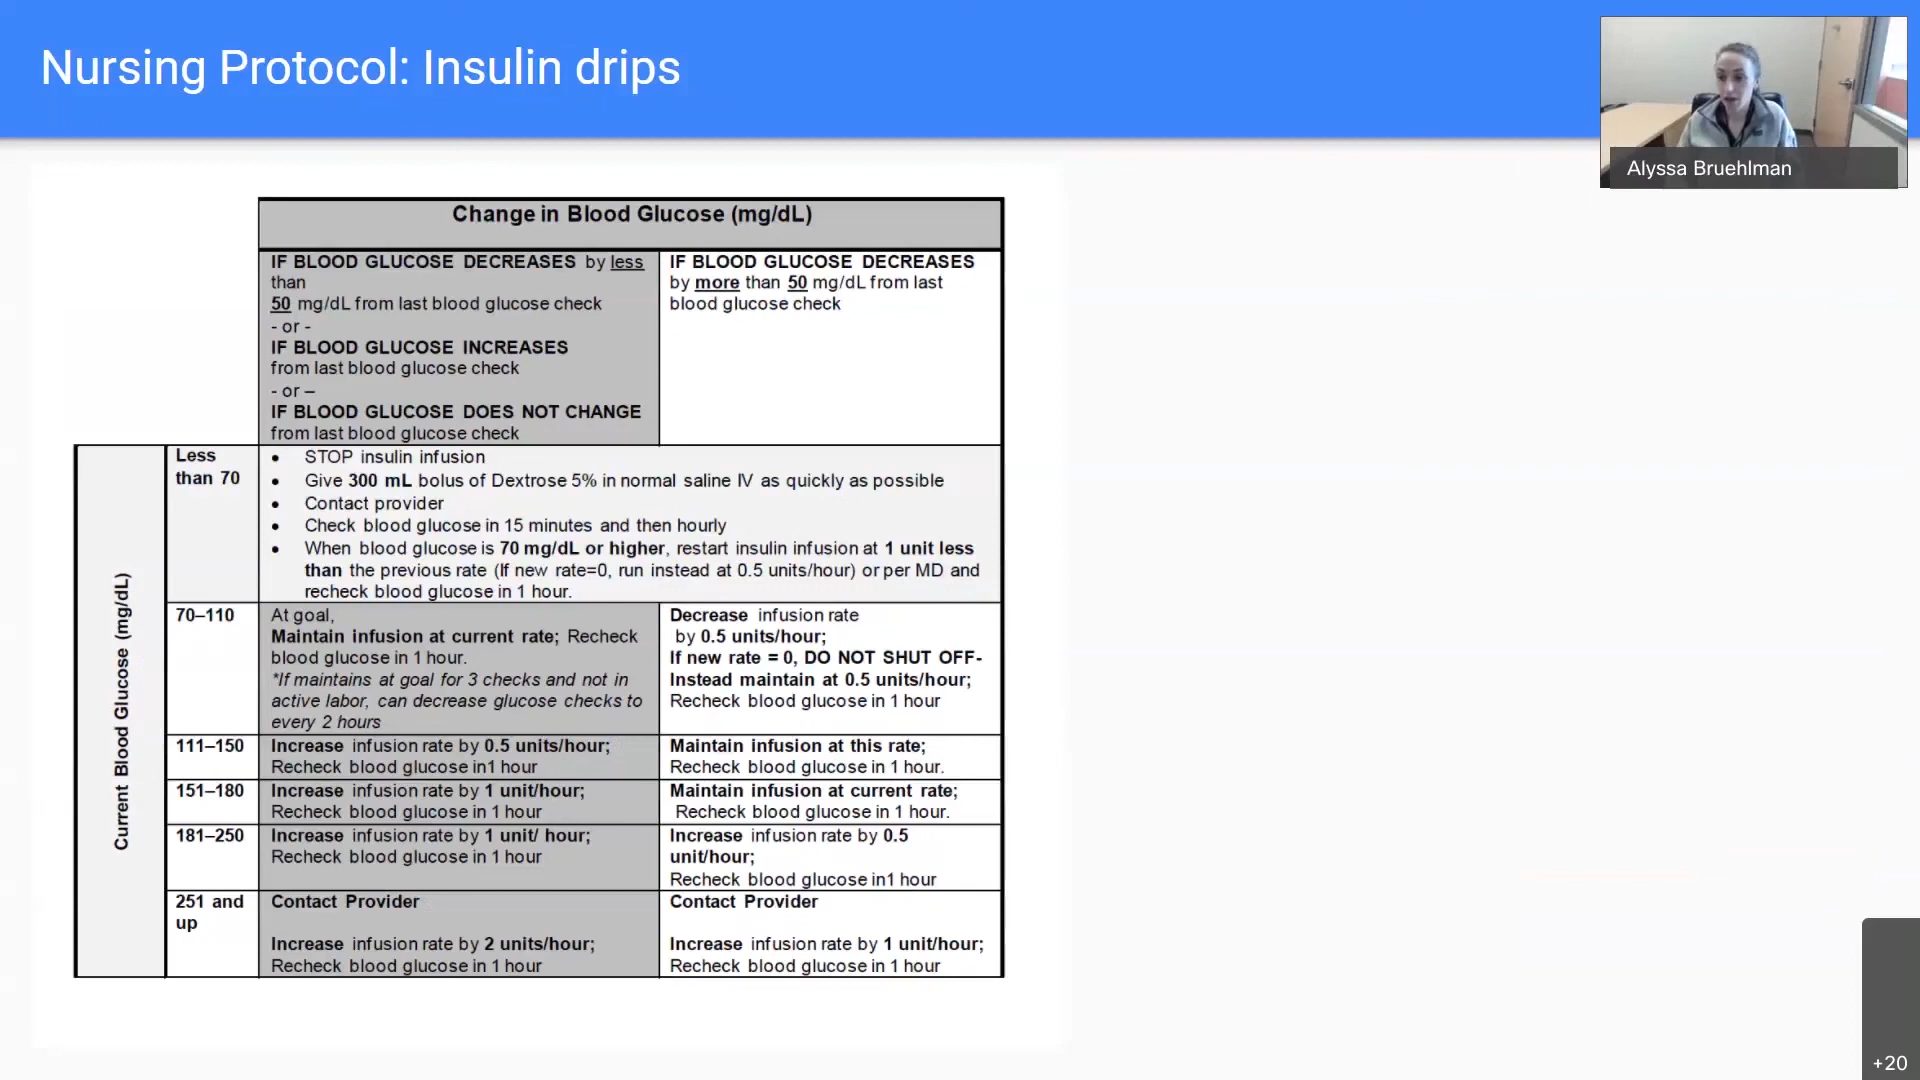 Nursing Protocol: Insulin drips
Alyssa Bruehlman
Change in Blood Glucose (mg/dL)
IF BLOOD GLUCOSE DECREASES by less
than
50 mg/dL from last blood glucose check
- or -
IF BLOOD GLUCOSE INCREASES
from last blood glucose check
- or –
IF BLOOD GLUCOSE DOES NOT CHANGE
from last blood glucose check
IF BLOOD GLUCOSE DECREASES
by more than 50 mg/dL from last
blood glucose check
Current Blood Glucose (mg/dL)
Less
than 70
• STOP insulin infusion
• Give 300 mL bolus of Dextrose 5% in normal saline IV as quickly as possible
• Contact provider
• Check blood glucose in 15 minutes and then hourly
• When blood glucose is 70 mg/dL or higher, restart insulin infusion at 1 unit less
than the previous rate (If new rate=0, run instead at 0.5 units/hour) or per MD and
recheck blood glucose in 1 hour.
70–110
At goal,
Maintain infusion at current rate; Recheck
blood glucose in 1 hour.
*If maintains at goal for 3 checks and not in
active labor, can decrease glucose checks to
every 2 hours
Decrease infusion rate
by 0.5 units/hour;
If new rate = 0, DO NOT SHUT OFF-
Instead maintain at 0.5 units/hour;
Recheck blood glucose in 1 hour
111–150
Increase infusion rate by 0.5 units/hour;
Recheck blood glucose in1 hour
Maintain infusion at this rate;
Recheck blood glucose in 1 hour.
151–180
Increase infusion rate by 1 unit/hour;
Recheck blood glucose in 1 hour
Maintain infusion at current rate;
Recheck blood glucose in 1 hour.
181–250
Increase infusion rate by 1 unit/ hour;
Recheck blood glucose in 1 hour
Increase infusion rate by 0.5
unit/hour;
Recheck blood glucose in1 hour
251 and
up
Contact Provider
Increase infusion rate by 2 units/hour;
Recheck blood glucose in 1 hour
Contact Provider
Increase infusion rate by 1 unit/hour;
Recheck blood glucose in 1 hour
+20